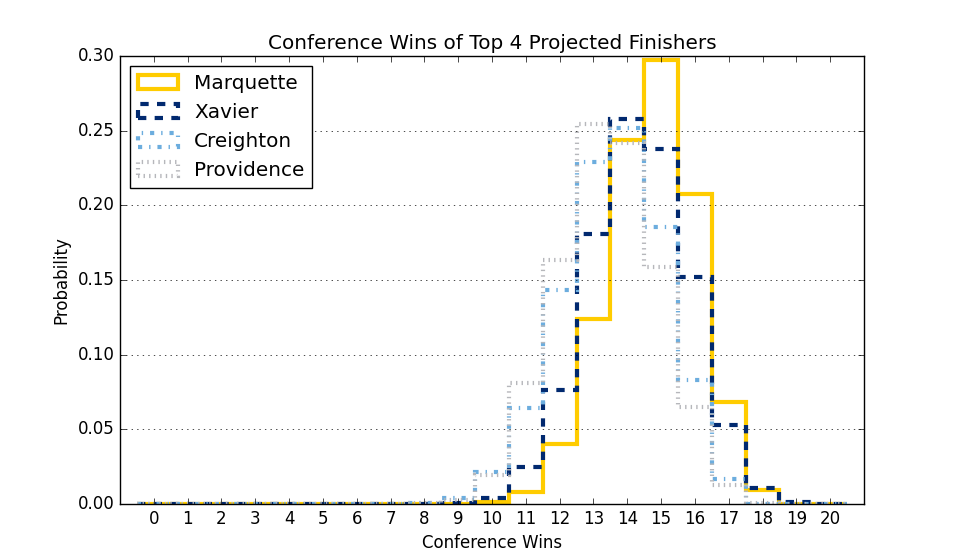 Conference Wins of Top 4 Projected Finishers
0.30
0.25
0.20
0.15
0.10
0.05
0.00
Probability
Marquette
Xavier
Creighton
Providence
0 1 2 3 4 5 6 7 8 9 10 11 12 13 14 15 16 17 18 19 20
Conference Wins